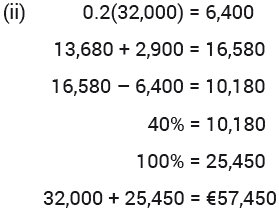 (ii) 0.2(32,000) = 6,400
13,680 + 2,900 = 16,580
16,580 − 6,400 = 10,180
40% = 10,180
100% = 25,450
32,000 + 25,450 = €57,450